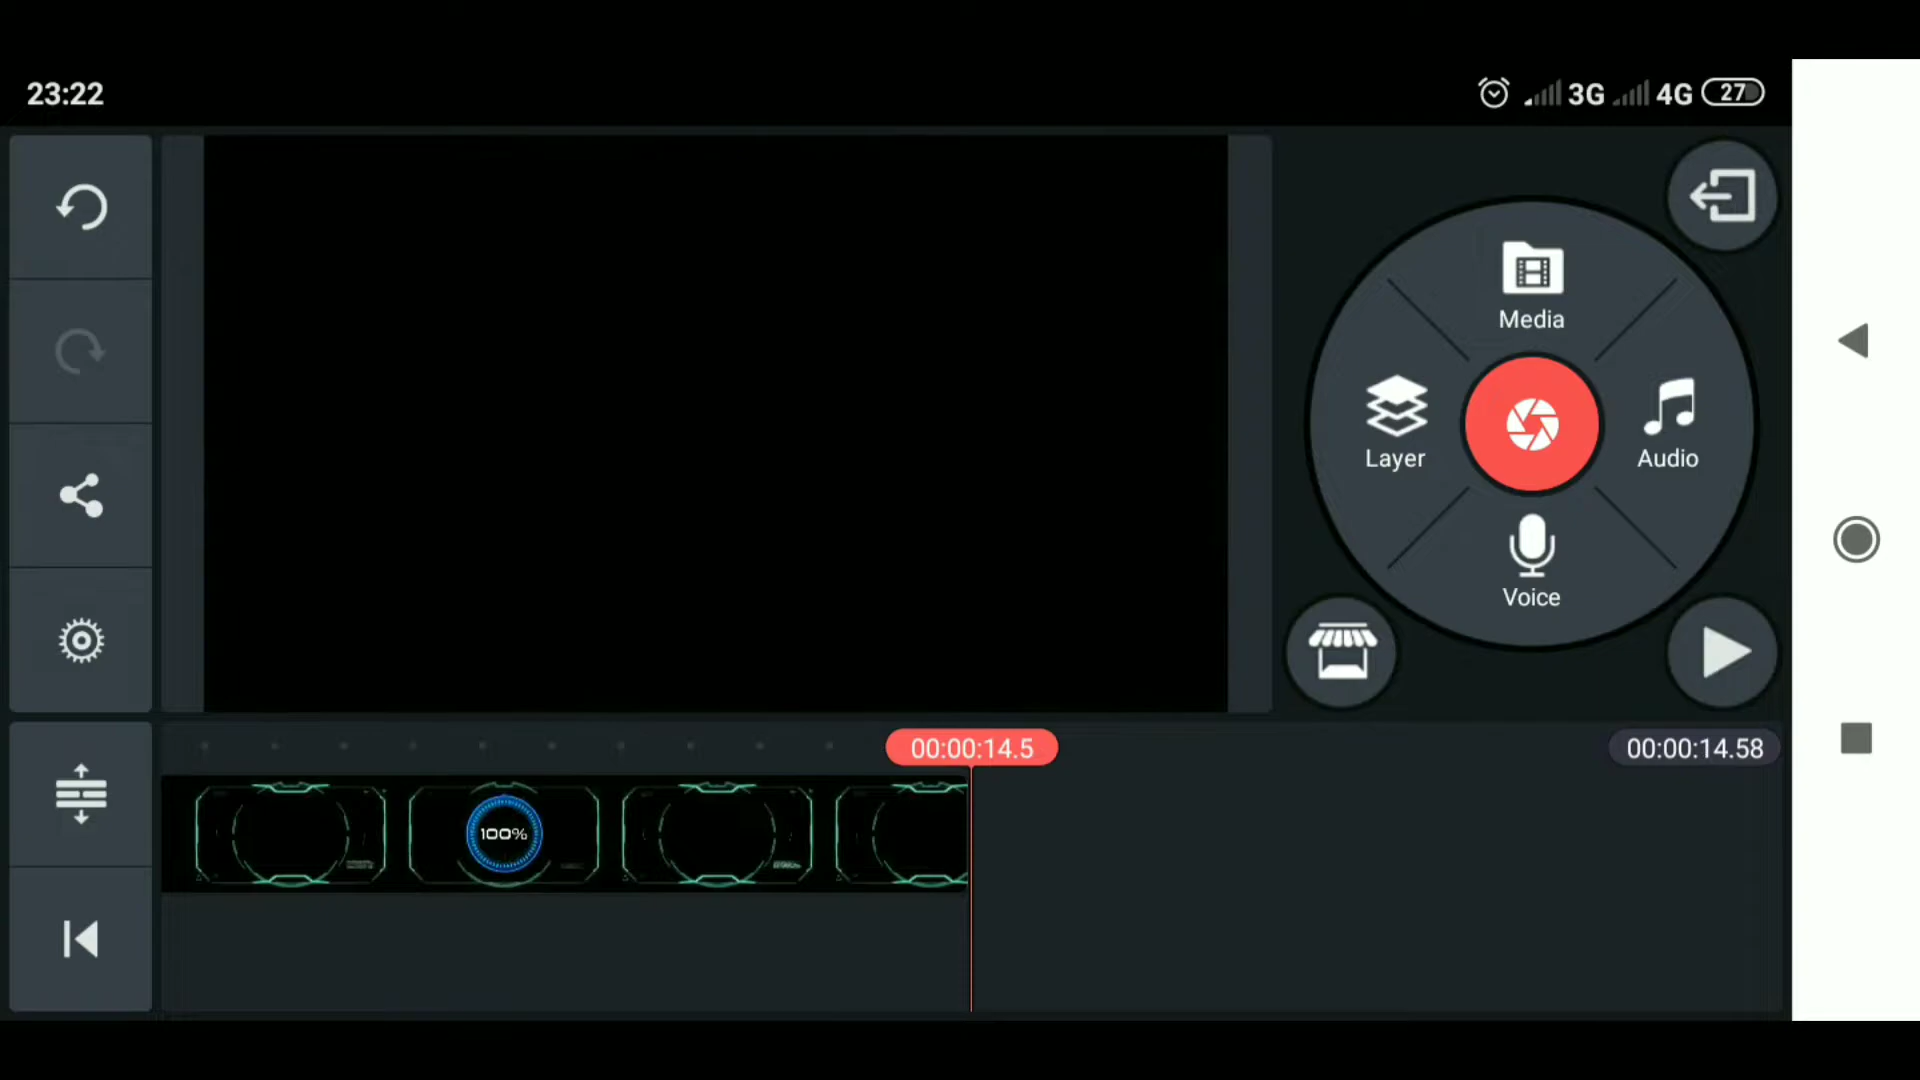 23:22
3G 4G 27
Media
Layer
Audio
Voice
00:00:14.5
00:00:14.58
100%